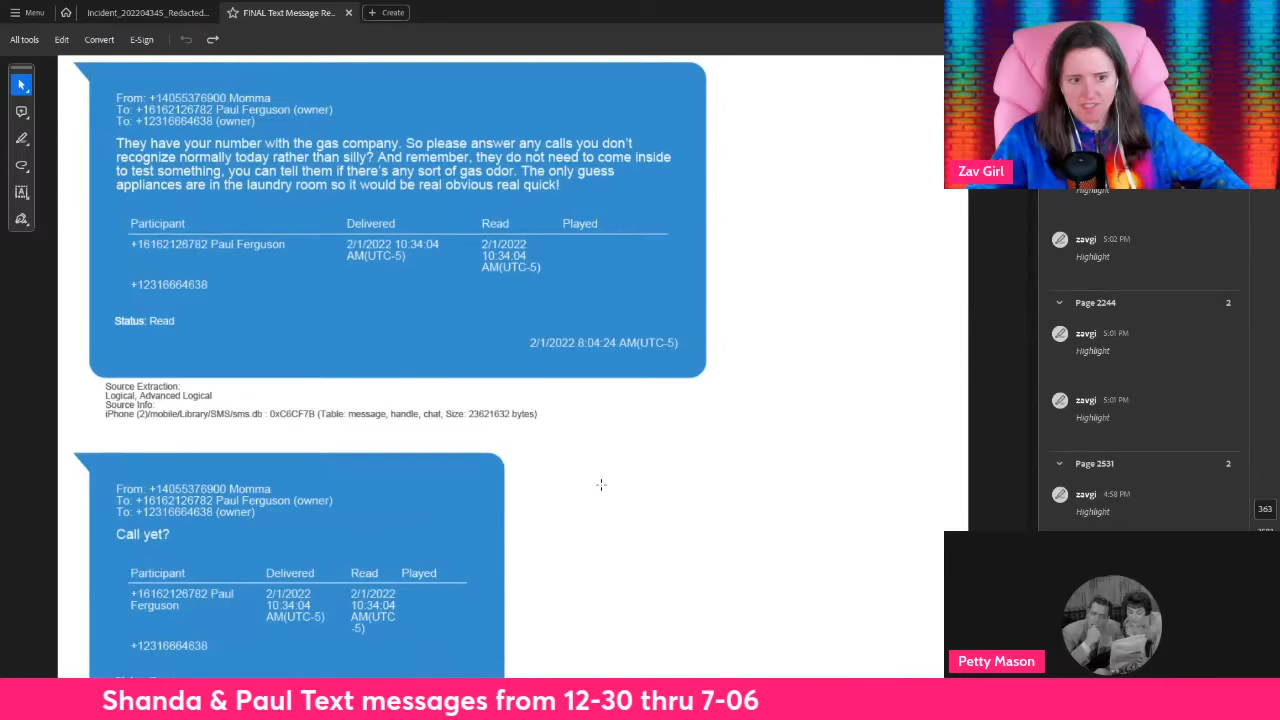 Menu
Incident_202204345_Redacted...
FINAL Text Message Re...
Create
All tools
Edit
Convert
E-Sign
From: +14055376900 Momma
To: +16162126782 Paul Ferguson (owner)
To: +12316664638 (owner)
They have your number with the gas company. So please answer any calls you don't
recognize normally today rather than silly? And remember, they do not need to come inside
to test something, you can tell them if there's any sort of gas odor. The only guess
appliances are in the laundry room so it would be real obvious real quick!
Participant Delivered Read Played
+16162126782 Paul Ferguson 2/1/2022 10:34:04 2/1/2022
AM(UTC-5) 10:34:04
AM(UTC-5)
+12316664638
Status: Read
2/1/2022 8:04:24 AM(UTC-5)
Source Extraction:
Logical, Advanced Logical
Source Info:
iPhone (2)/mobile/Library/SMS/sms.db : 0xC6CF7B (Table: message, handle, chat, Size: 23621632 bytes)
From: +14055376900 Momma
To: +16162126782 Paul Ferguson (owner)
To: +12316664638 (owner)
Call yet?
Participant Delivered Read Played
+16162126782 Paul 2/1/2022 2/1/2022
Ferguson 10:34:04 10:34:04
AM(UTC-5) AM(UTC
-5)
+12316664638
Zav Girl
Highlight
zavgi 5:02 PM
Highlight
Page 2244 2
zavgi 5:01 PM
Highlight
zavgi 5:01 PM
Highlight
Page 2531 2
zavgi 4:58 PM
Highlight
363
Petty Mason
Shanda & Paul Text messages from 12-30 thru 7-06